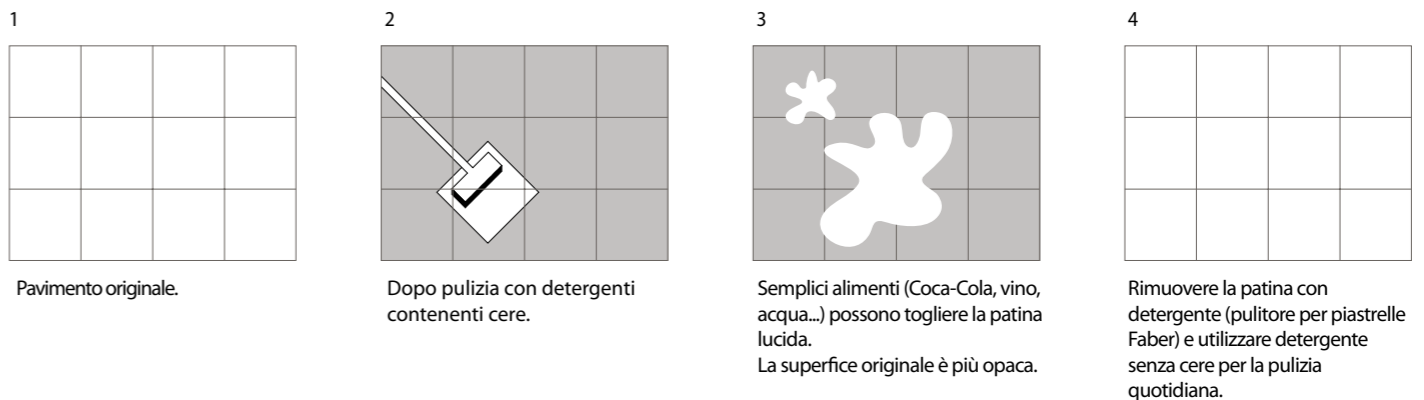 1
Pavimento originale.
2
Dopo pulizia con detergenti
contenenti cere.
3
Semplici alimenti (Coca-Cola, vino,
acqua...) possono togliere la patina
lucida.
La superfice originale è più opaca.
4
Rimuovere la patina con
detergente (pulitore per piastrelle
Faber) e utilizzare detergente
senza cere per la pulizia
quotidiana.